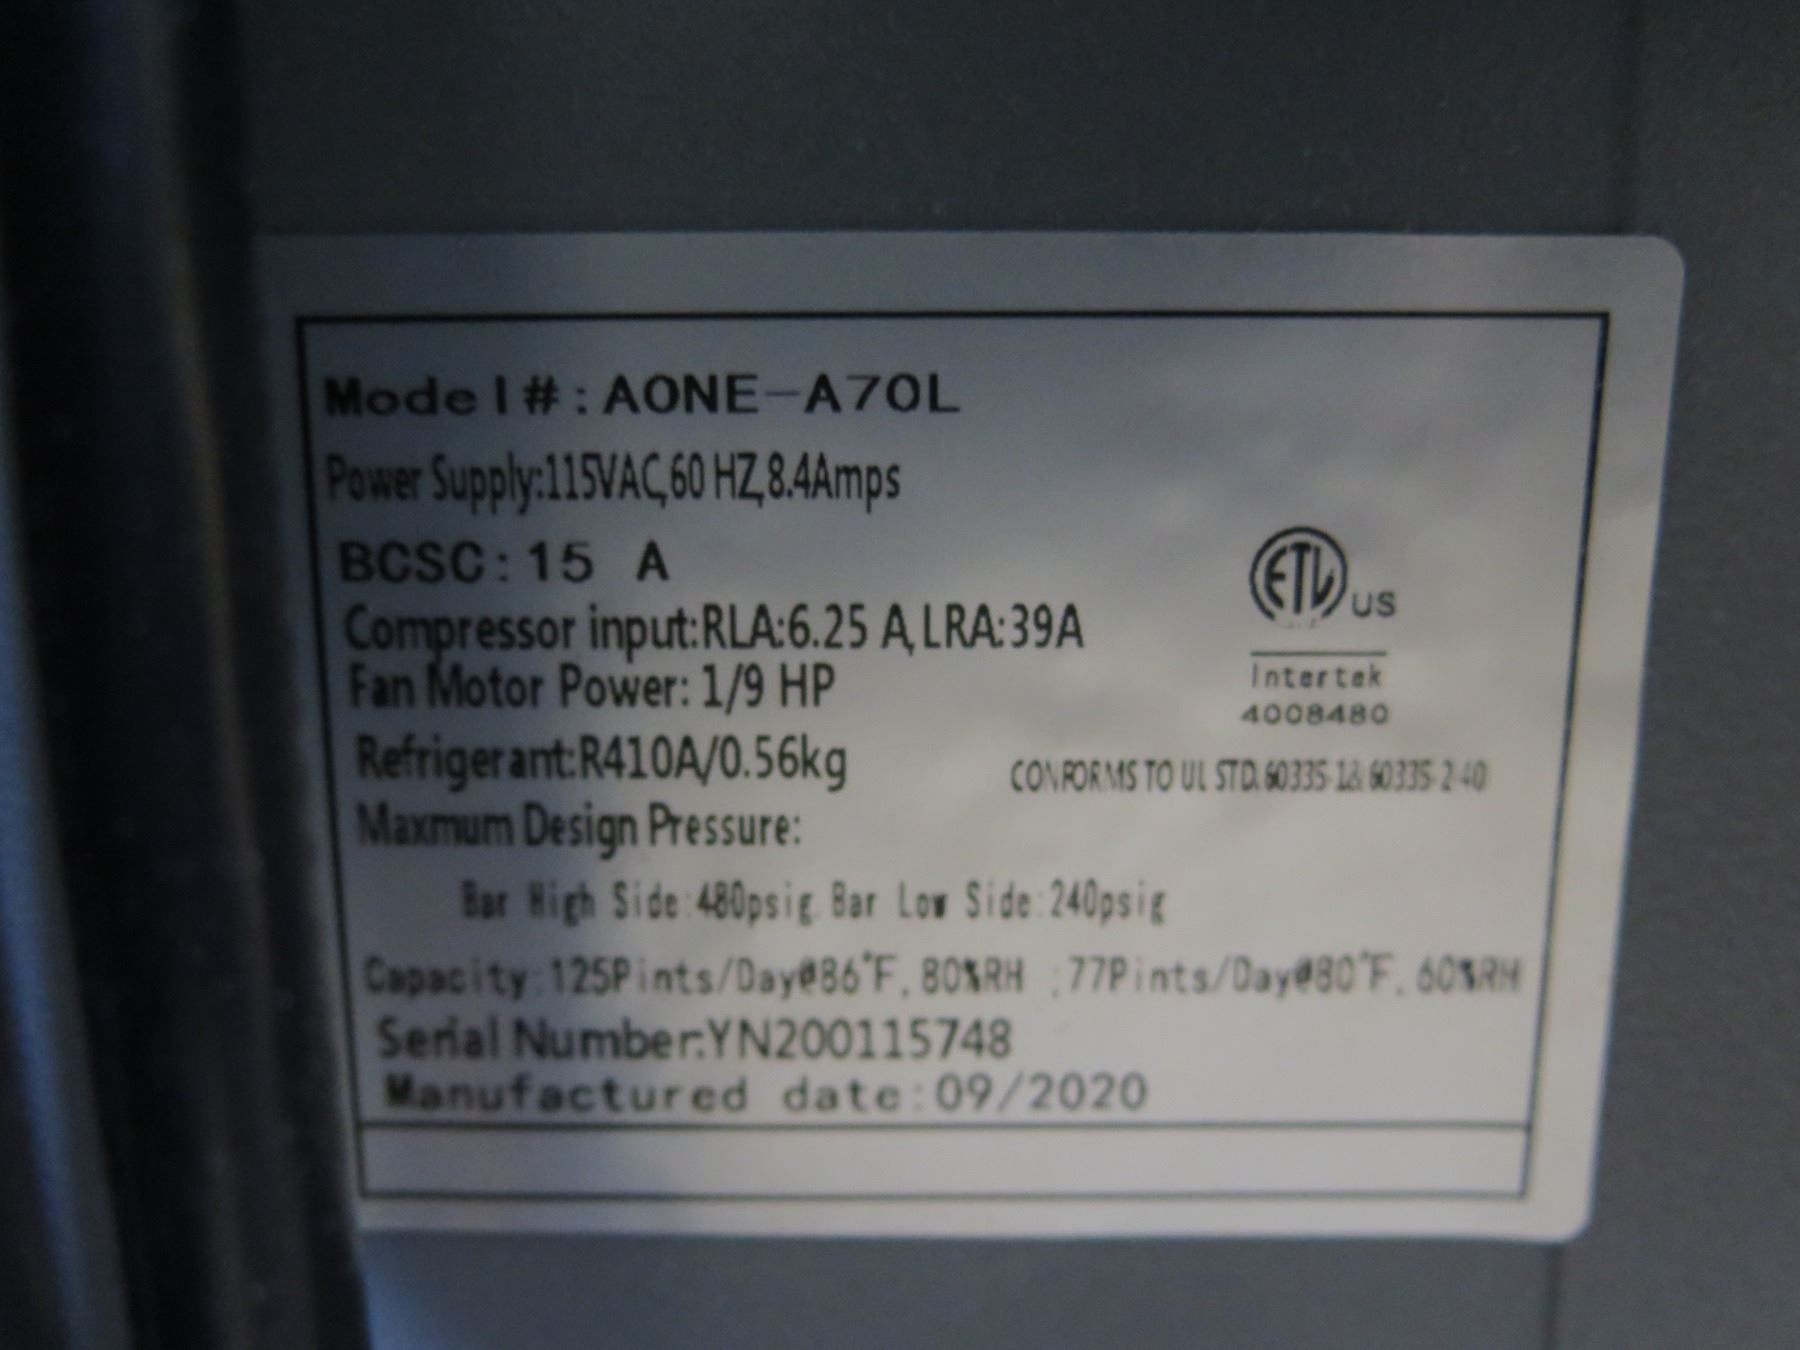 Model#: AONE-A70L
Power Supply:115VAC,60 HZ,8.4Amps
BCSC: 15 A
Compressor input:RLA:6.25 A,LRA:39A
Fan Motor Power: 1/9 HP
Refrigerant:R410A/0.56kg
Maxmum Design Pressure:
Bar High Side:480psig Bar Low Side:240psig
Capacity:125Pints/Day@86°F, 80%RH ;77Pints/Day@80°F, 60%RH
Serial Number:YN200115748
Manufactured date:09/2020
ETL US
Intertek
4008480
CONFORMS TO UL STD.60335-1&60335-2-40